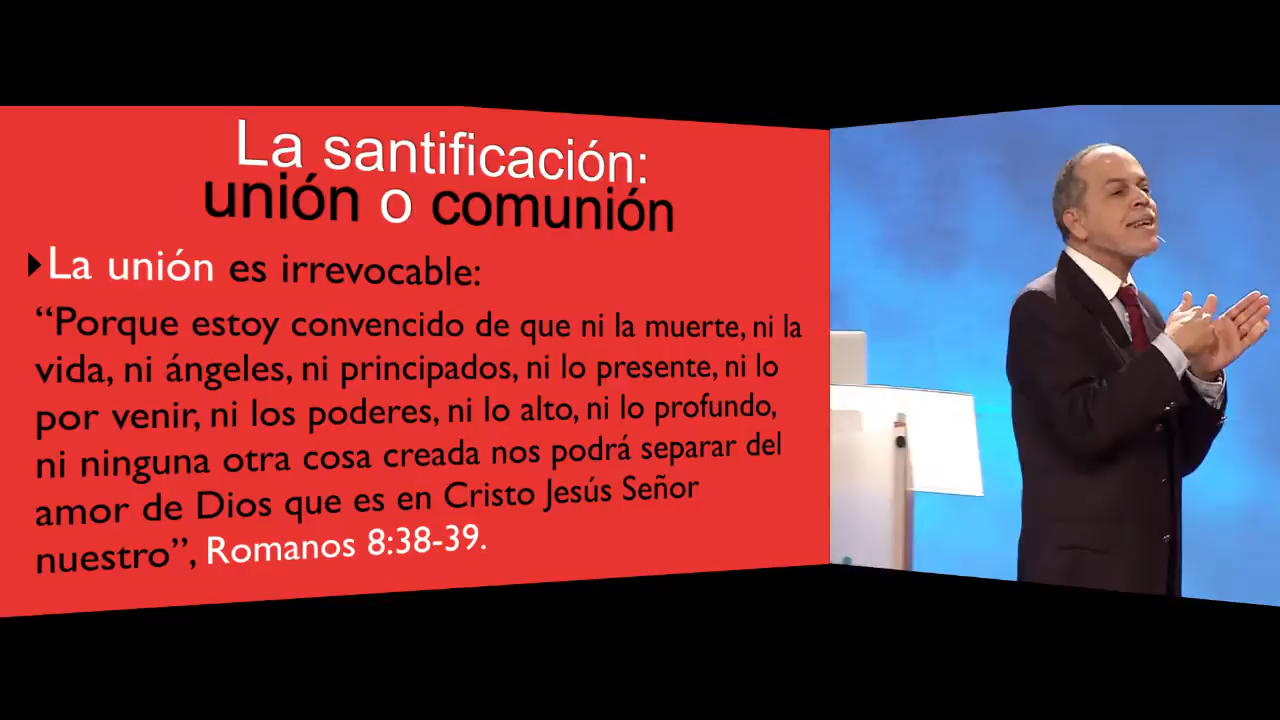 La santificación:
unión o comunión
La unión es irrevocable:
“Porque estoy convencido de que ni la muerte, ni la
vida, ni ángeles, ni principados, ni lo presente, ni lo
por venir, ni los poderes, ni lo alto, ni lo profundo,
ni ninguna otra cosa creada nos podrá separar del
amor de Dios que es en Cristo Jesús Señor
nuestro”, Romanos 8:38-39.